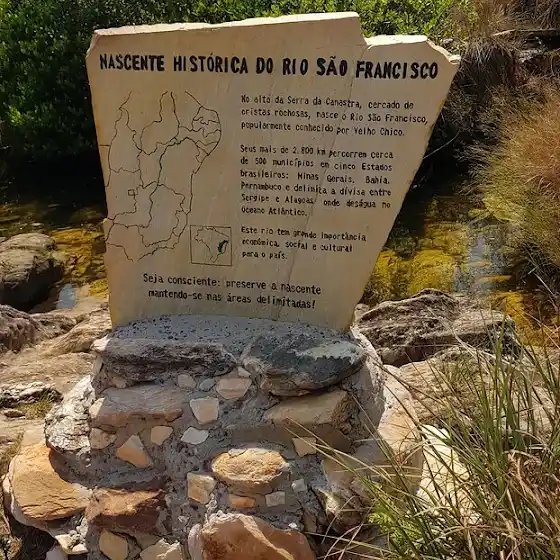 NASCENTE HISTÓRICA DO RIO SÃO FRANCISCO
No alto da Serra da Canastra, cercado de
cristas rochosas, nasce o Rio São Francisco,
popularmente conhecido por Velho Chico.
Seus mais de 2.800 km percorrem cerca
de 500 municípios em cinco Estados
brasileiros: Minas Gerais, Bahia,
Pernambuco e delimita a divisa entre
Sergipe e Alagoas, onde deságua no
Oceano Atlântico.
Este rio tem grande importância
econômica, social e cultural
para o país.
Seja consciente: preserve a nascente
mantendo-se nas áreas delimitadas!